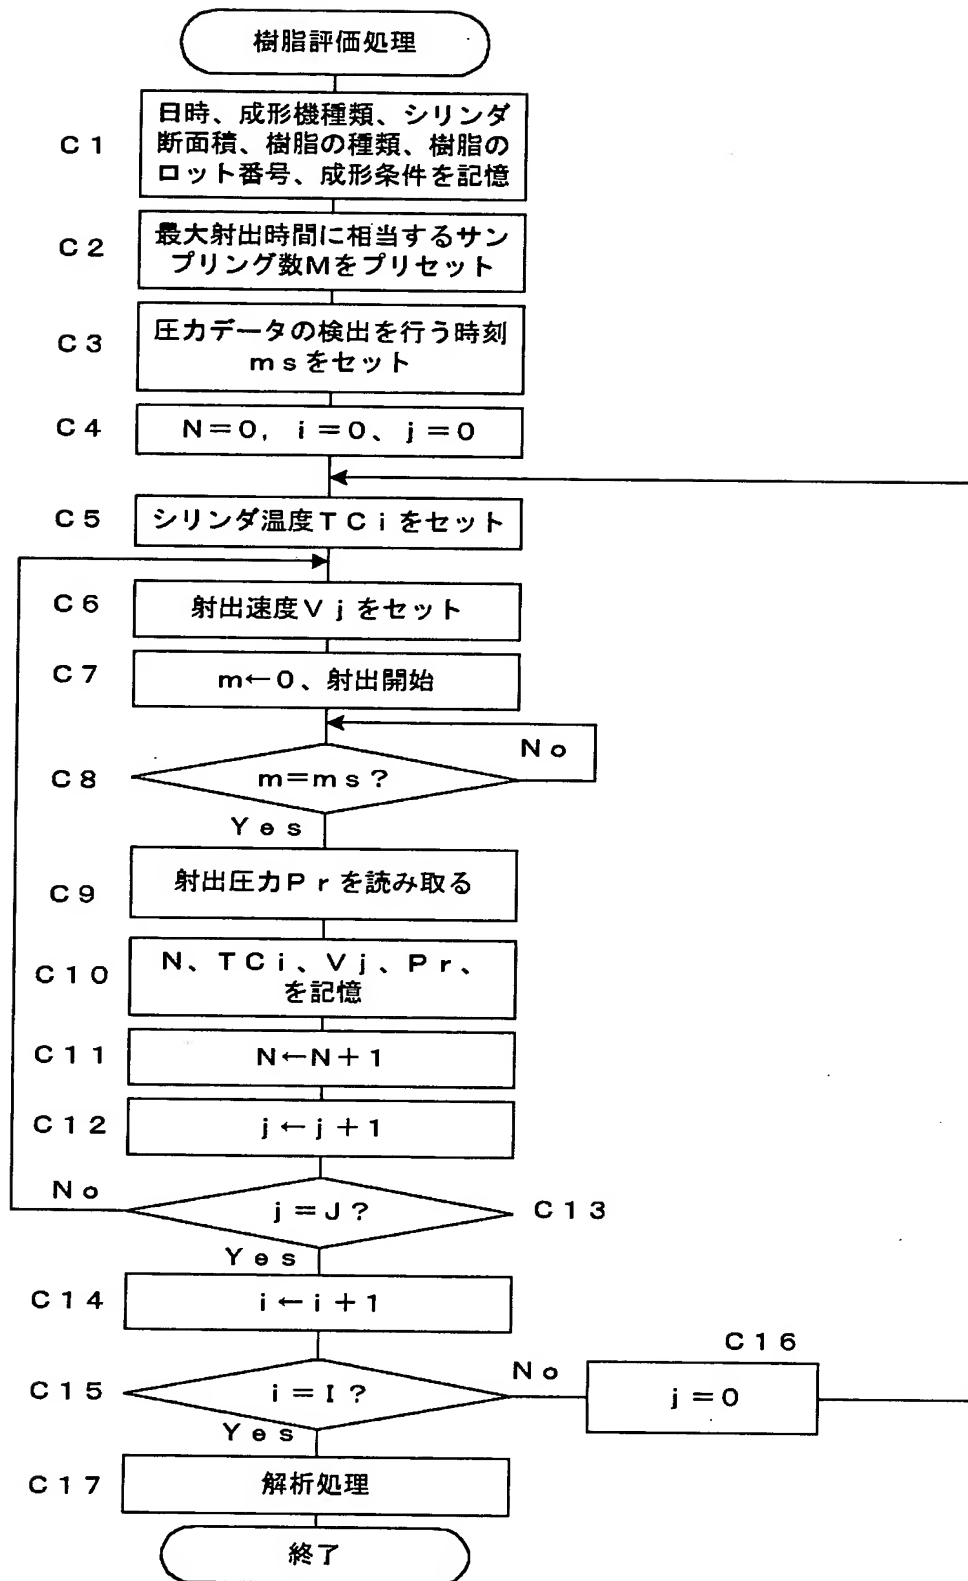 樹脂評価処理
C1
日時、成形機種類、シリンダ
断面積、樹脂の種類、樹脂の
ロット番号、成形条件を記憶
C2
最大射出時間に相当するサン
プリング数Mをプリセット
C3
圧力データの検出を行う時刻
msをセット
C4
N=0, i=0、j=0
C5
シリンダ温度TCiをセット
C6
射出速度Vjをセット
C7
m←0、射出開始
C8
m=ms?
No
Yes
C9
射出圧力Prを読み取る
C10
N、TCi、Vj、Pr、
を記憶
C11
N←N+1
C12
j←j+1
No
j=J?
C13
Yes
C14
i←i+1
C15
i=I?
No
C16
j=0
Yes
C17
解析処理
終了